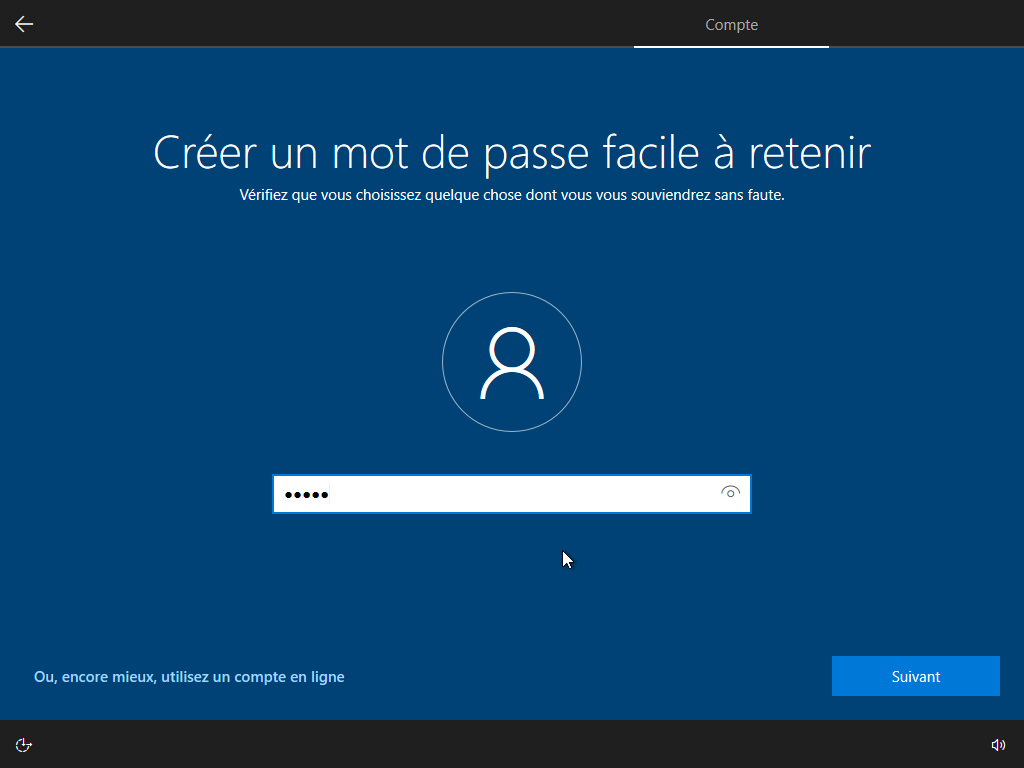 Compte
Créer un mot de passe facile à retenir
Vérifiez que vous choisissez quelque chose dont vous vous souviendrez sans faute.
•••••
Ou, encore mieux, utilisez un compte en ligne
Suivant